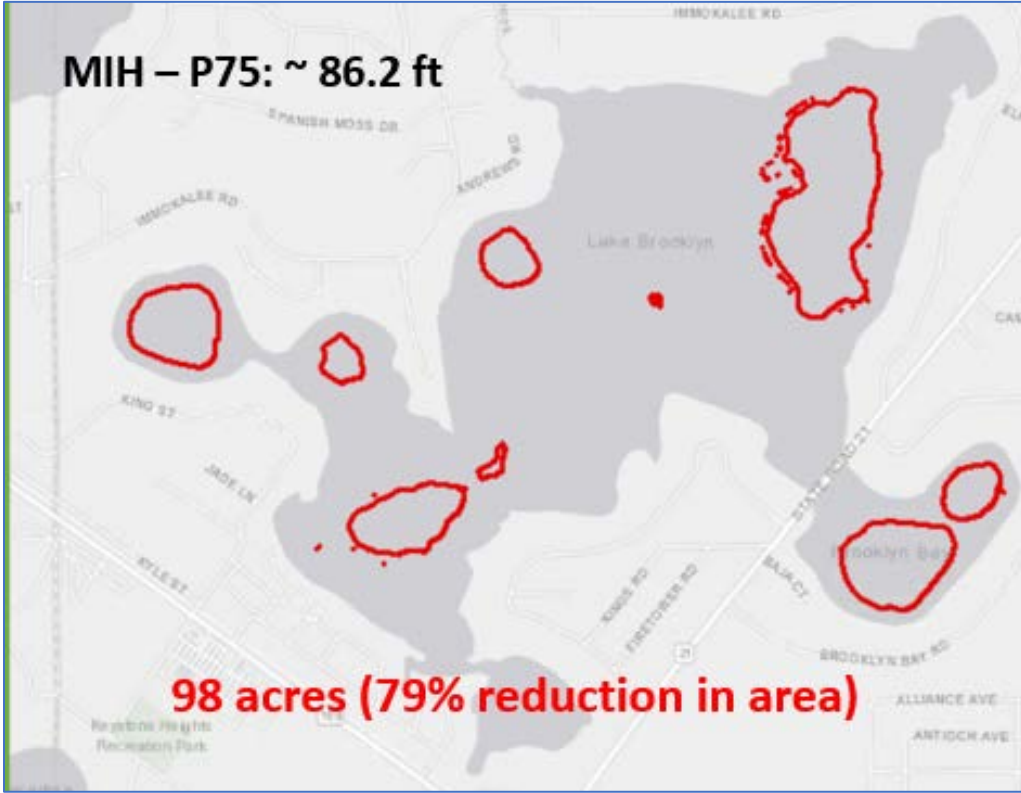 IMMOKALEE RD
MIH – P75: ~ 86.2 ft
SPANISH MOSS DR
ANDREWS
IMMOKALEE RD
Lake Brooklyn
KING ST
JADE LN
STATE ROAD 21
KYLE ST
Brooklyn Bay
BAJA CT
KINGS RD
FIRETOWER RD
21
BROOKLYN BAY RD
98 acres (79% reduction in area)
ALLIANCE AVE
Keystone Heights
Recreation Park
ANTIOCH AVE